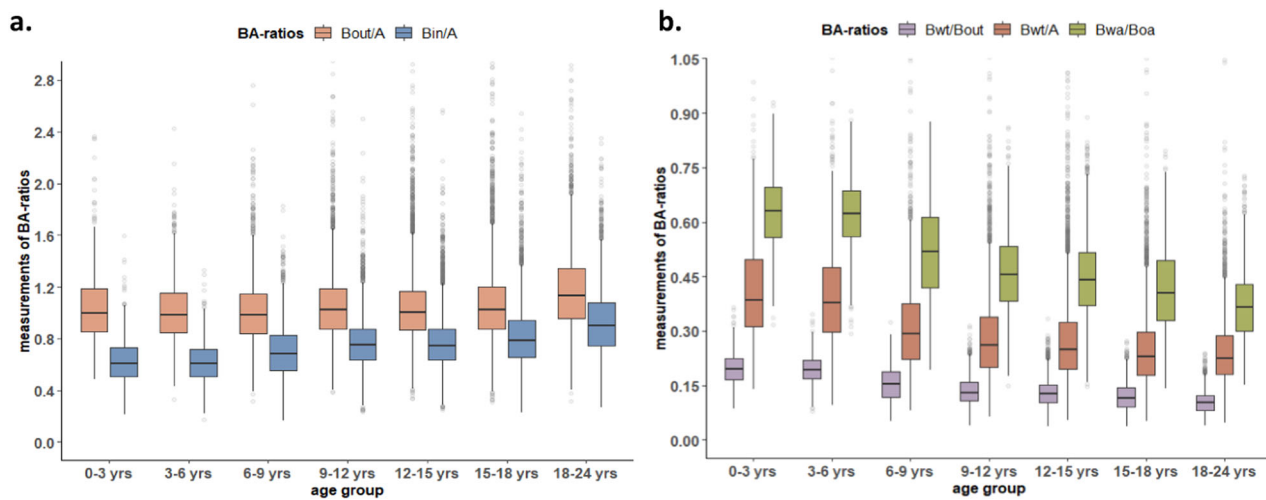 a.
BA-ratios Bout/A Bin/A
measurements of BA-ratios
2.8
2.4
2.0
1.6
1.2
0.8
0.4
0.0
0-3 yrs 3-6 yrs 6-9 yrs 9-12 yrs 12-15 yrs 15-18 yrs 18-24 yrs
age group
b.
BA-ratios Bwt/Bout Bwt/A Bwa/Boa
measurements of BA-ratios
1.05
0.90
0.75
0.60
0.45
0.30
0.15
0.00
0-3 yrs 3-6 yrs 6-9 yrs 9-12 yrs 12-15 yrs 15-18 yrs 18-24 yrs
age group